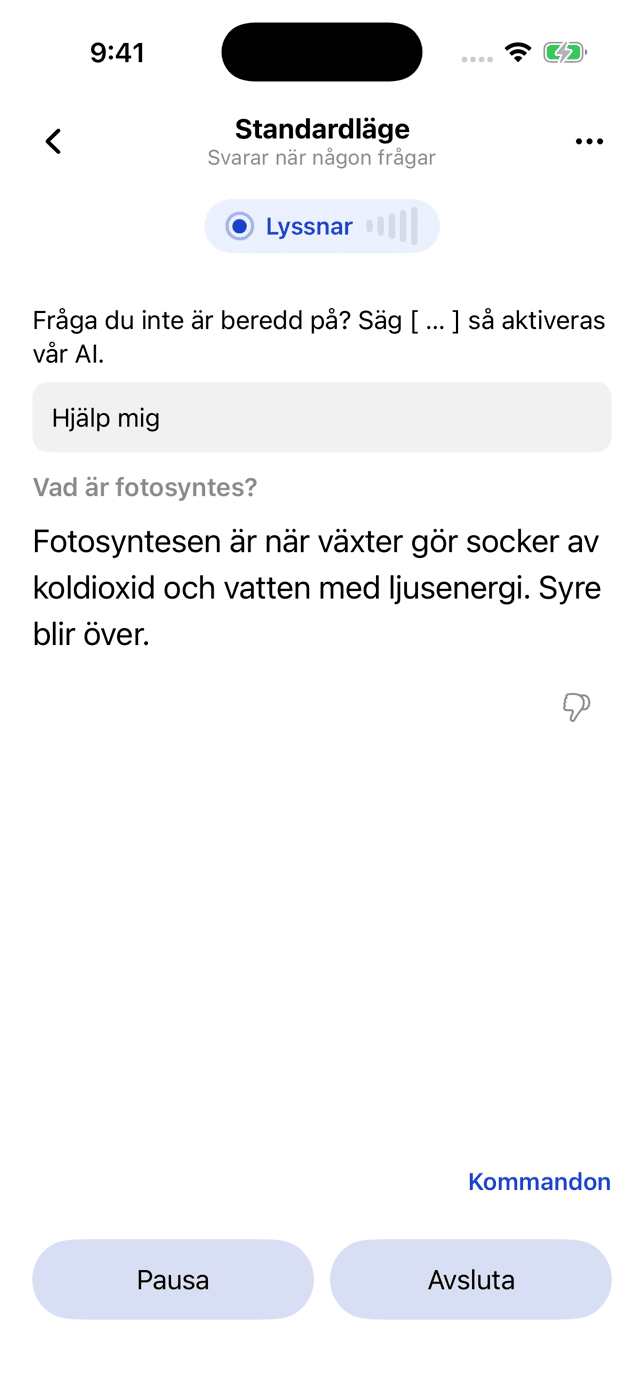 9:41
Standardläge
Svarar när någon frågar
Lyssnar
Fråga du inte är beredd på? Säg [ ... ] så aktiveras
vår AI.
Hjälp mig
Vad är fotosyntes?
Fotosyntesen är när växter gör socker av
koldioxid och vatten med ljusenergi. Syre
blir över.
Kommandon
Pausa
Avsluta